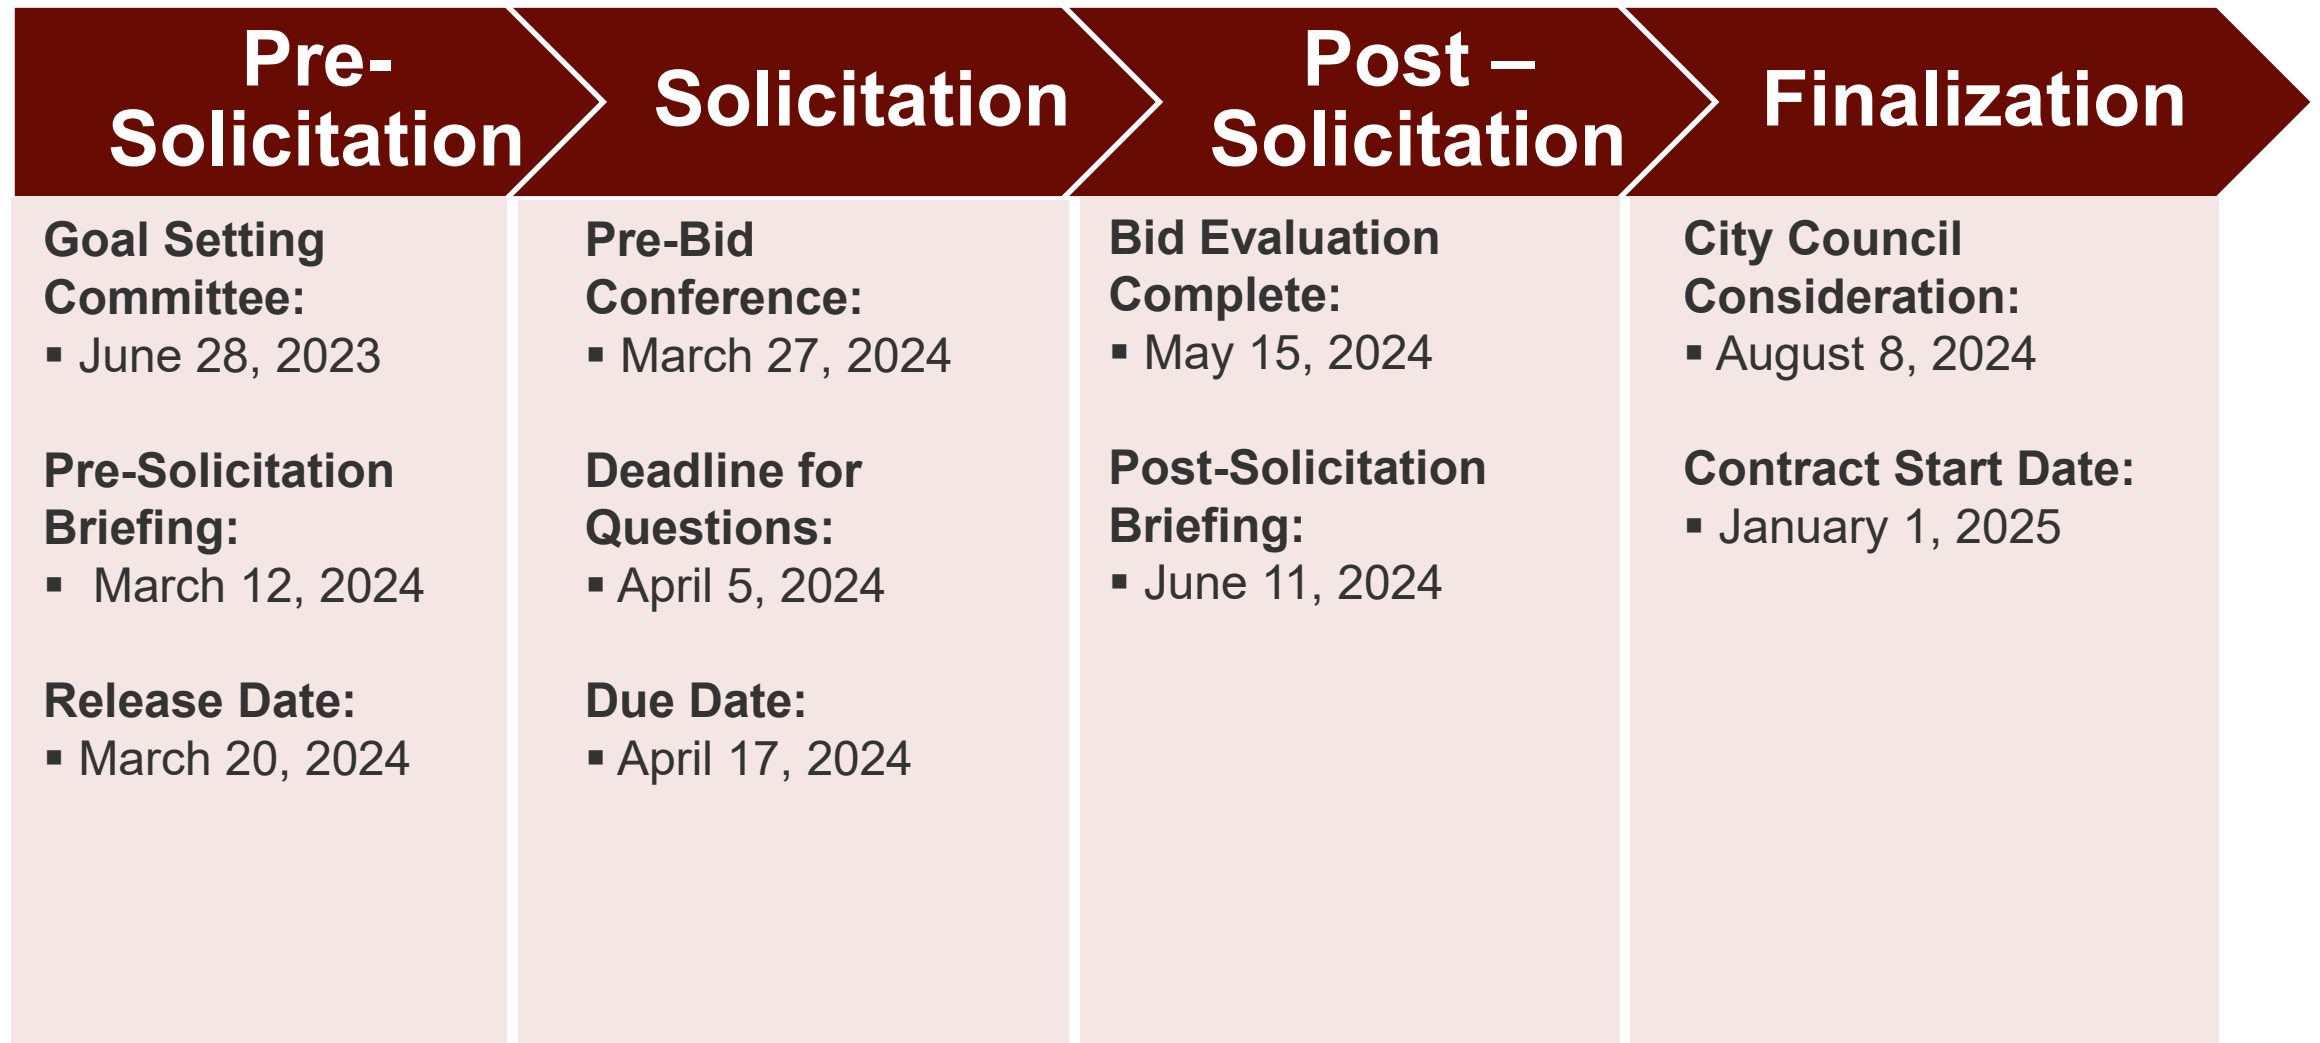 Pre-
Solicitation
Solicitation
Post –
Solicitation
Finalization
Goal Setting
Committee:
▪ June 28, 2023
Pre-Solicitation
Briefing:
▪ March 12, 2024
Release Date:
▪ March 20, 2024
Pre-Bid
Conference:
▪ March 27, 2024
Deadline for
Questions:
▪ April 5, 2024
Due Date:
▪ April 17, 2024
Bid Evaluation
Complete:
▪ May 15, 2024
Post-Solicitation
Briefing:
▪ June 11, 2024
City Council
Consideration:
▪ August 8, 2024
Contract Start Date:
▪ January 1, 2025